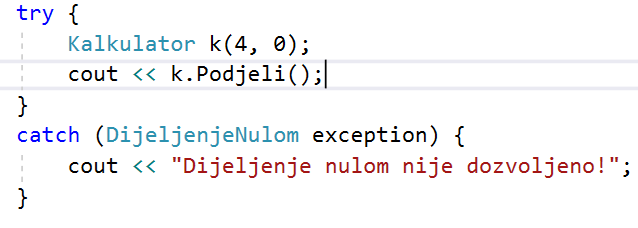 try {
    Kalkulator k(4, 0);
    cout << k.Podjeli();
}
catch (DijeljenjeNulom exception) {
    cout << "Dijeljenje nulom nije dozvoljeno!";
}